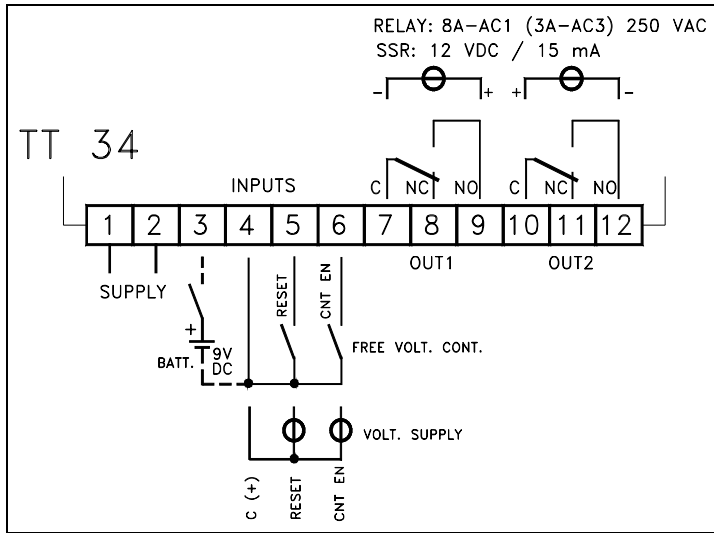 RELAY: 8A-AC1 (3A-AC3) 250 VAC
SSR: 12 VDC / 15 mA
- + + -
TT 34
INPUTS
C NC NO C NC NO
1 2 3 4 5 6 7 8 9 10 11 12
SUPPLY
OUT1
OUT2
RESET
CNT EN
+
BATT.
9V
DC
FREE VOLT. CONT.
VOLT. SUPPLY
C (+)
RESET
CNT EN